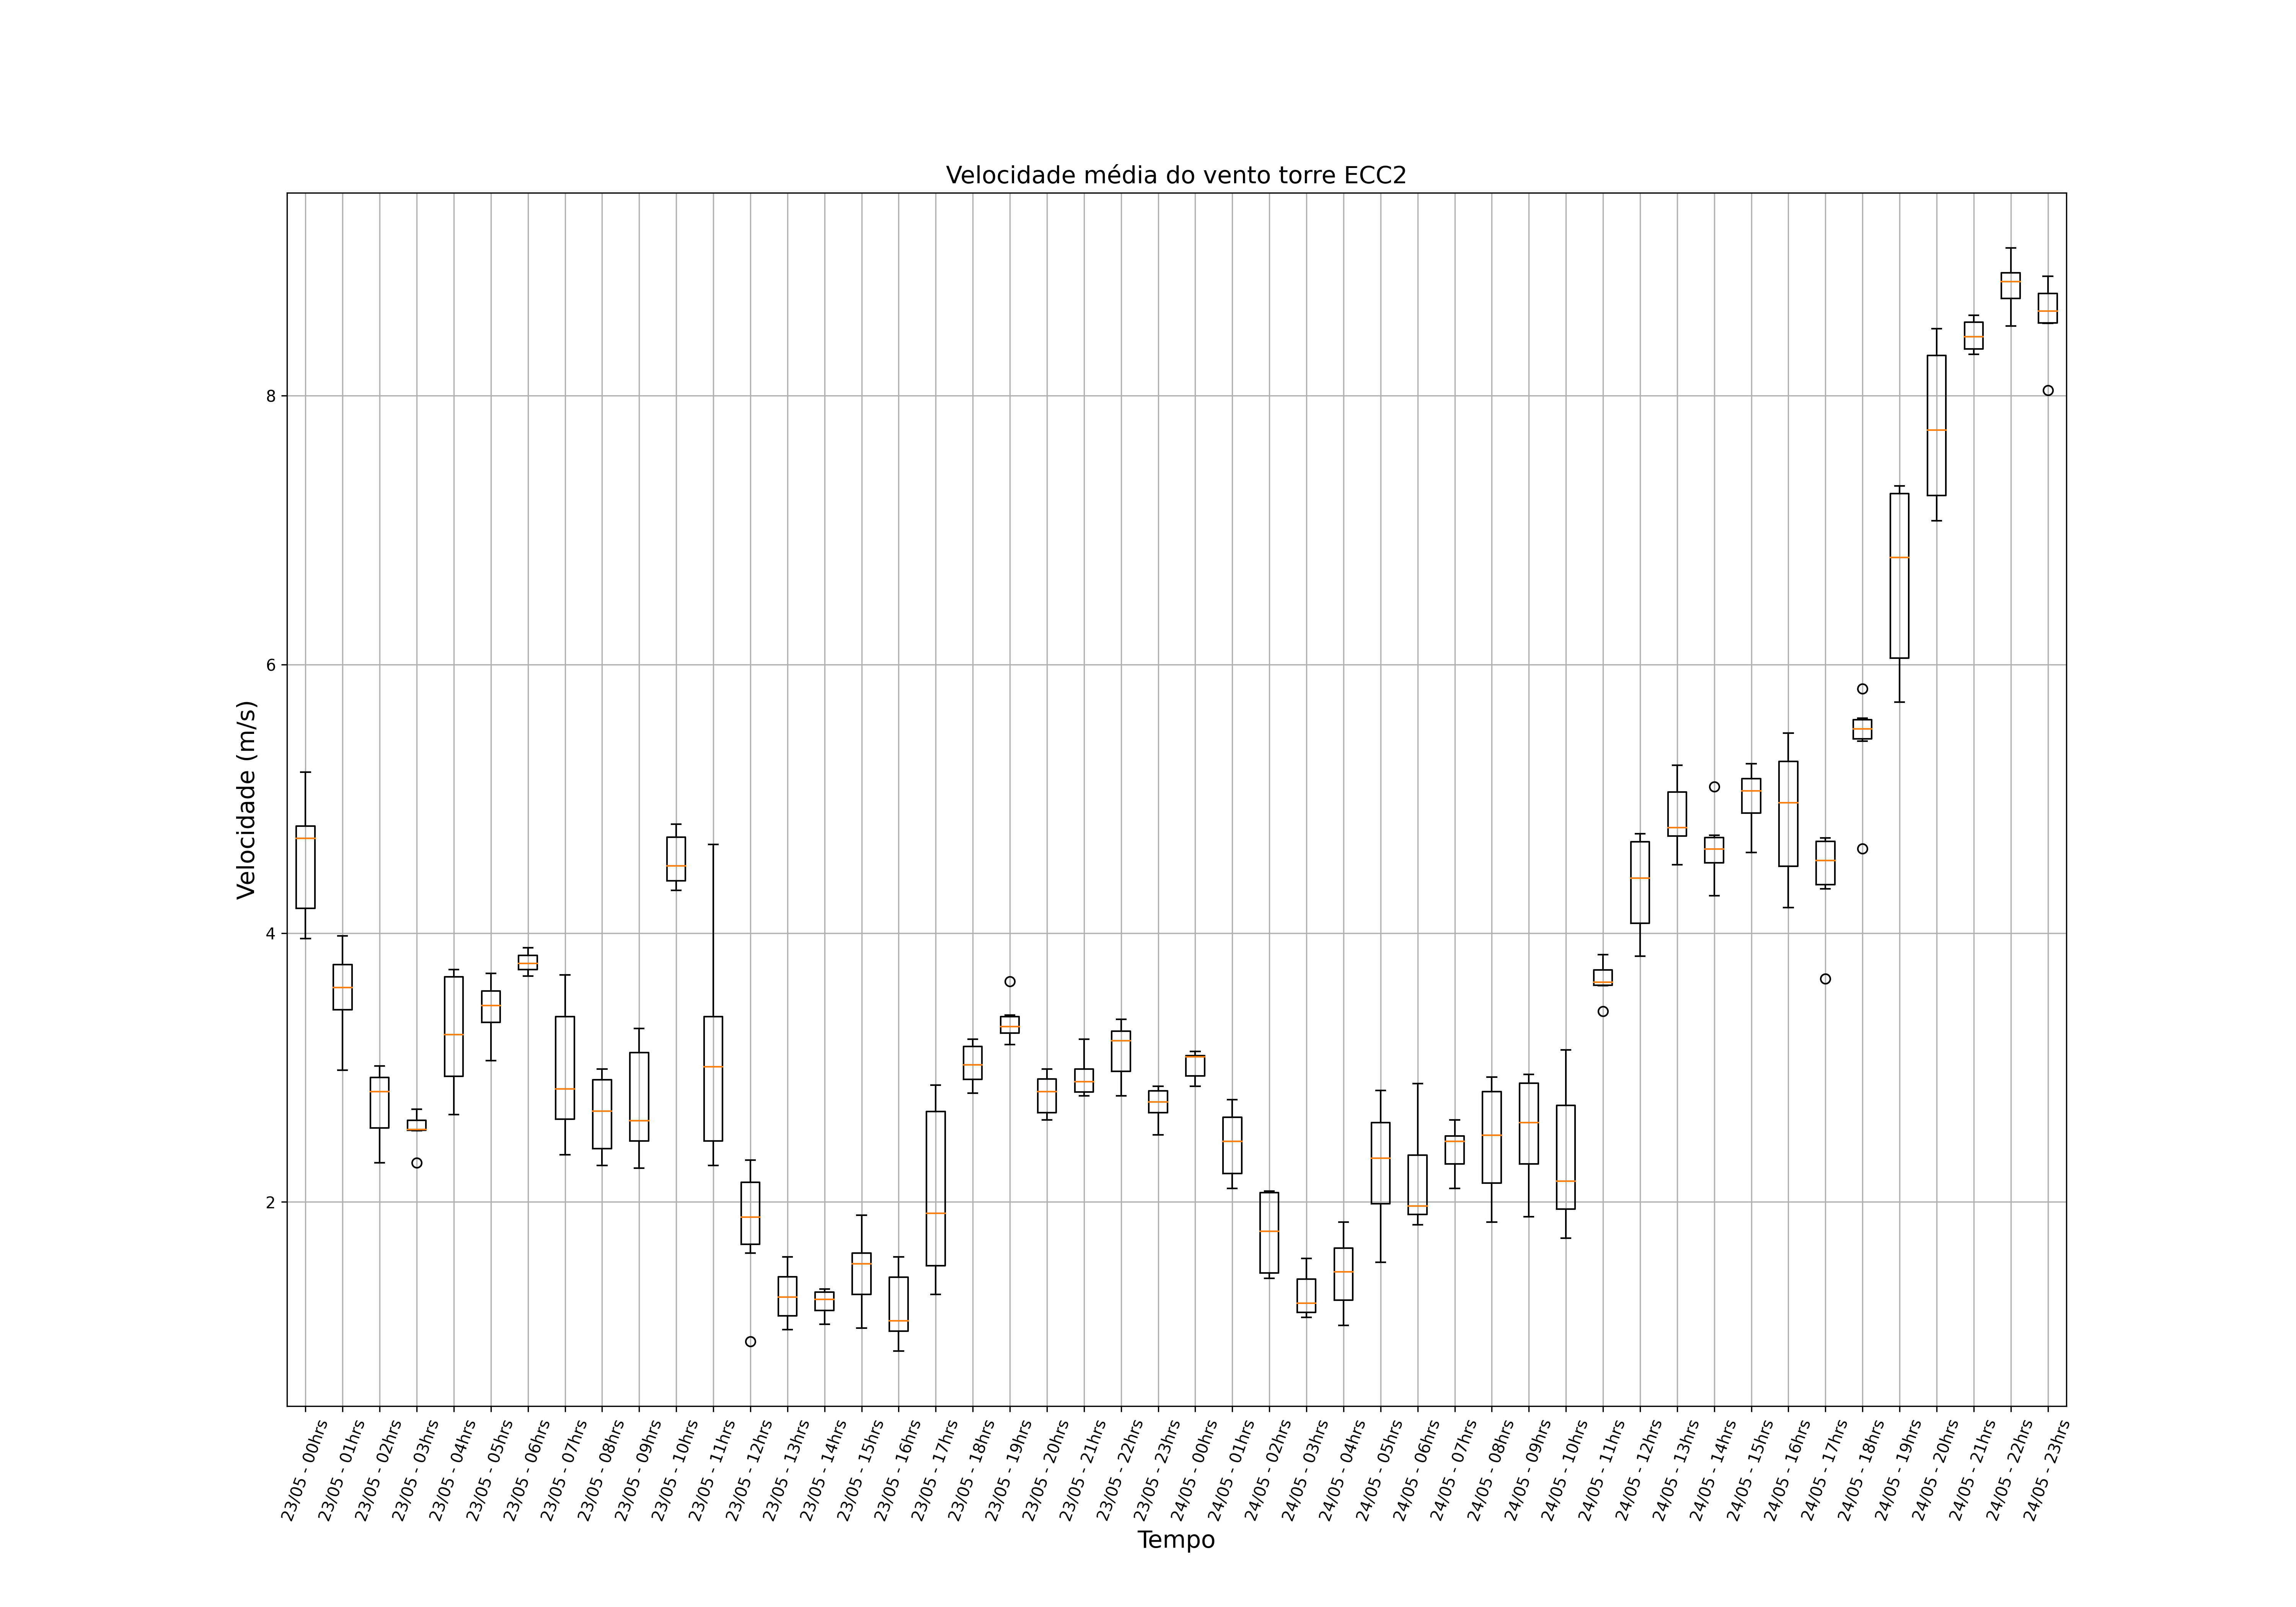 Velocidade média do vento torre ECC2
Velocidade (m/s)
8
6
4
2
23/05 - 00hrs
23/05 - 01hrs
23/05 - 02hrs
23/05 - 03hrs
23/05 - 04hrs
23/05 - 05hrs
23/05 - 06hrs
23/05 - 07hrs
23/05 - 08hrs
23/05 - 09hrs
23/05 - 10hrs
23/05 - 11hrs
23/05 - 12hrs
23/05 - 13hrs
23/05 - 14hrs
23/05 - 15hrs
23/05 - 16hrs
23/05 - 17hrs
23/05 - 18hrs
23/05 - 19hrs
23/05 - 20hrs
23/05 - 21hrs
23/05 - 22hrs
23/05 - 23hrs
24/05 - 00hrs
24/05 - 01hrs
24/05 - 02hrs
24/05 - 03hrs
24/05 - 04hrs
24/05 - 05hrs
24/05 - 06hrs
24/05 - 07hrs
24/05 - 08hrs
24/05 - 09hrs
24/05 - 10hrs
24/05 - 11hrs
24/05 - 12hrs
24/05 - 13hrs
24/05 - 14hrs
24/05 - 15hrs
24/05 - 16hrs
24/05 - 17hrs
24/05 - 18hrs
24/05 - 19hrs
24/05 - 20hrs
24/05 - 21hrs
24/05 - 22hrs
24/05 - 23hrs
Tempo